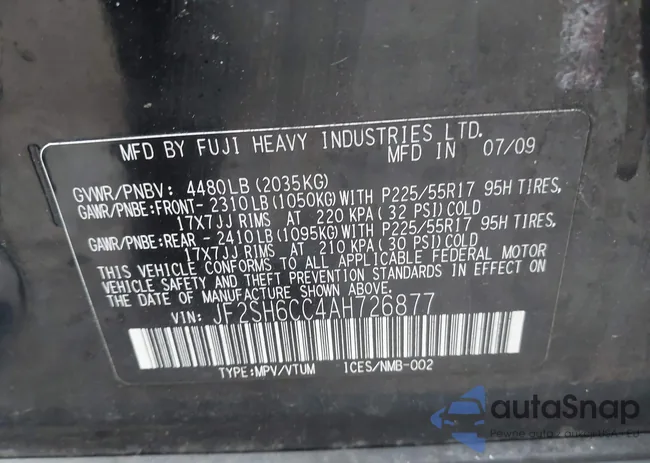 MFD BY FUJI HEAVY INDUSTRIES LTD.
MFD IN 07/09
GVWR/PNBV: 4480LB(2035KG)
GAWR/PNBE:FRONT- 2310LB(1050KG)WITH P225/55R17 95H TIRES,
17X7JJ RIMS AT 220 KPA(32 PSI)COLD
GAWR/PNBE:REAR - 2410LB(1095KG)WITH P225/55R17 95H TIRES,
17X7JJ RIMS AT 210 KPA(30 PSI)COLD
THIS VEHICLE CONFORMS TO ALL APPLICABLE FEDERAL MOTOR
VEHICLE SAFETY AND THEFT PREVENTION STANDARDS IN EFFECT ON
THE DATE OF MANUFACTURE SHOWN ABOVE.
VIN: JF2SH6CC4AH726877
TYPE:MPV/VTUM ICES/NMB-002
autaSnap
Pewne auta z